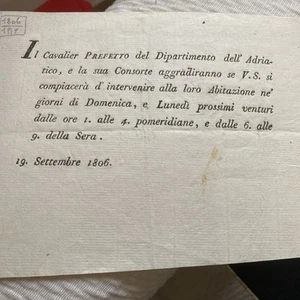 1806
Il Cavalier PREFETTO del Dipartimento dell' Adria-
tico, e la sua Consorte aggradiranno se V. S. si
compiacerà d' intervenire alla loro Abitazione ne'
giorni di Domenica, e Lunedì prossimi venturi
dalle ore 1. alle 4. pomeridiane, e dalle 6. alle
9. della Sera.
19. Settembre 1806.